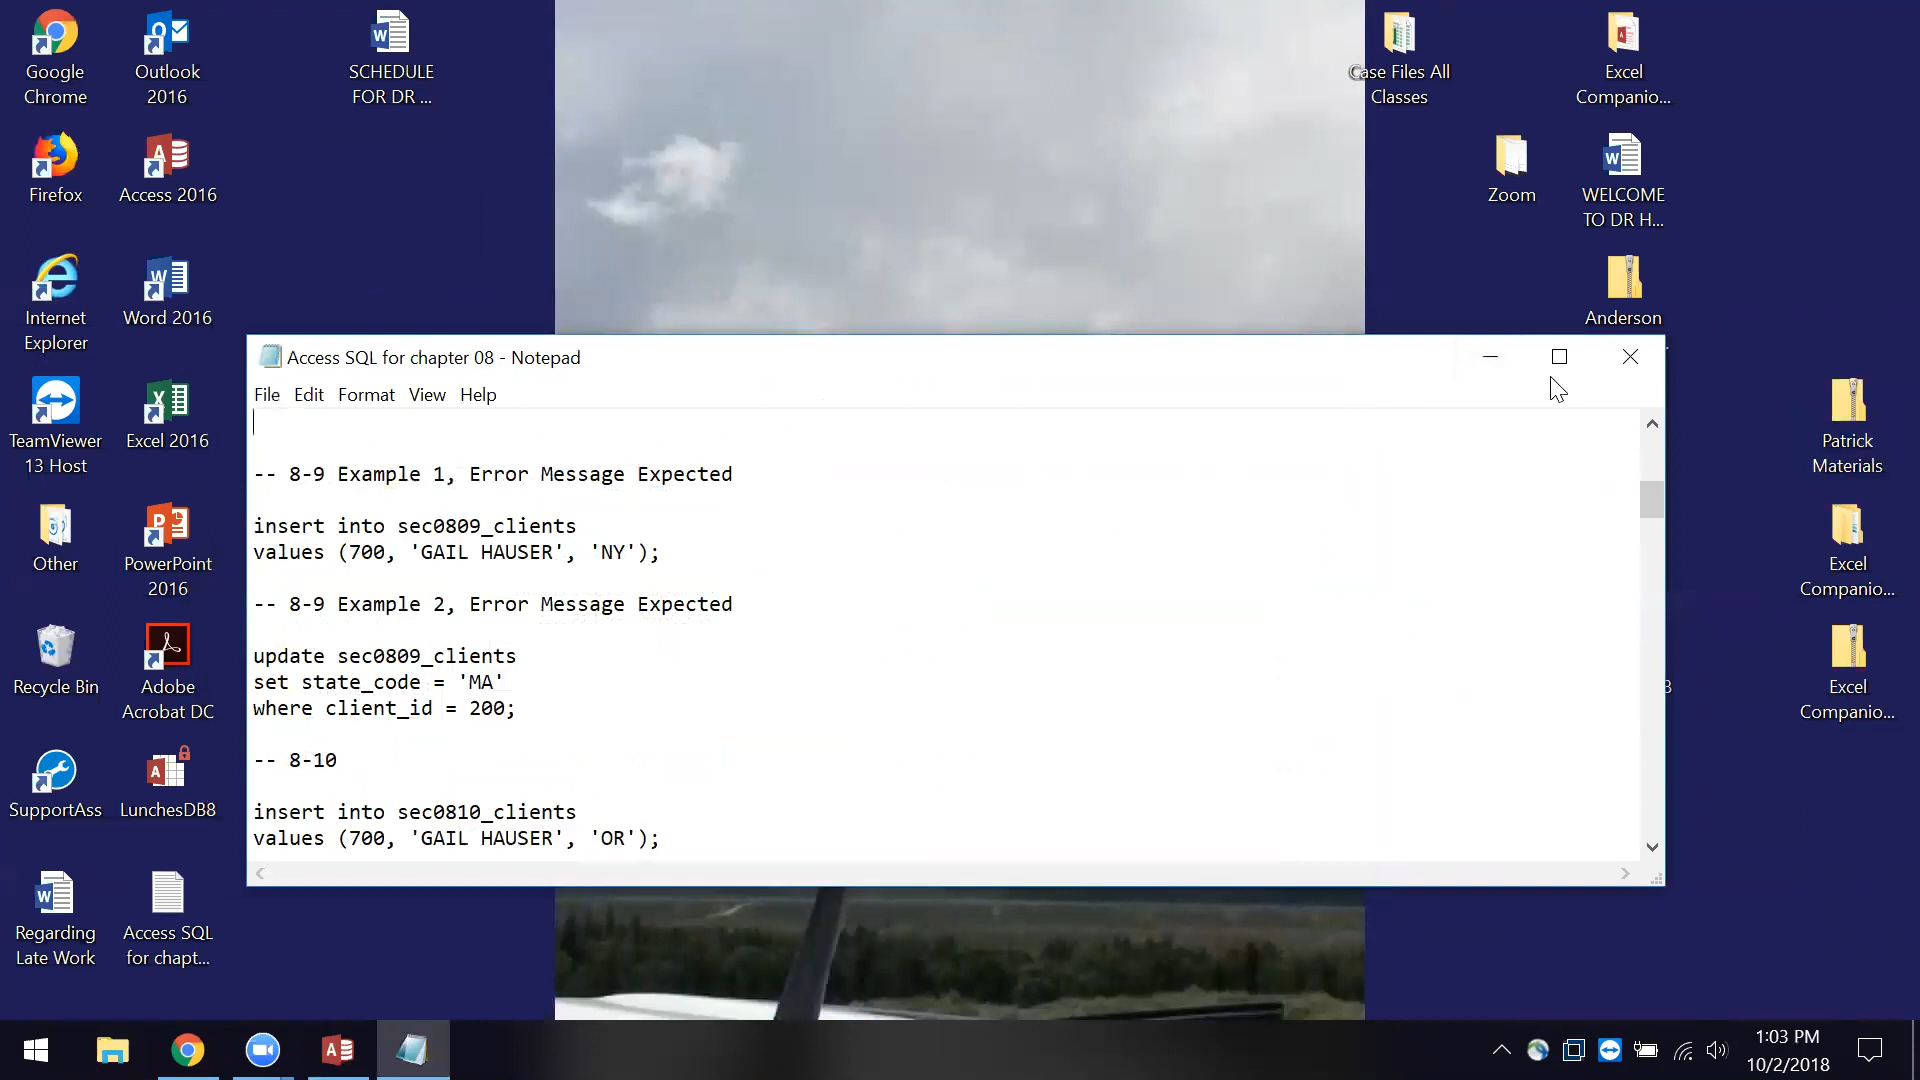 Google
Chrome
Outlook
2016
SCHEDULE
FOR DR ...
Case Files All
Classes
Excel
Companio...
Firefox
Access 2016
Zoom
WELCOME
TO DR H...
Internet
Explorer
Word 2016
Anderson
Access SQL for chapter 08 - Notepad
File Edit Format View Help
-- 8-9 Example 1, Error Message Expected
insert into sec0809_clients
values (700, 'GAIL HAUSER', 'NY');
-- 8-9 Example 2, Error Message Expected
update sec0809_clients
set state_code = 'MA'
where client_id = 200;
-- 8-10
insert into sec0810_clients
values (700, 'GAIL HAUSER', 'OR');
TeamViewer
13 Host
Excel 2016
Patrick
Materials
Other
PowerPoint
2016
Excel
Companio...
Recycle Bin
Adobe
Acrobat DC
3
Excel
Companio...
SupportAss
LunchesDB8
Regarding
Late Work
Access SQL
for chapt...
1:03 PM
10/2/2018